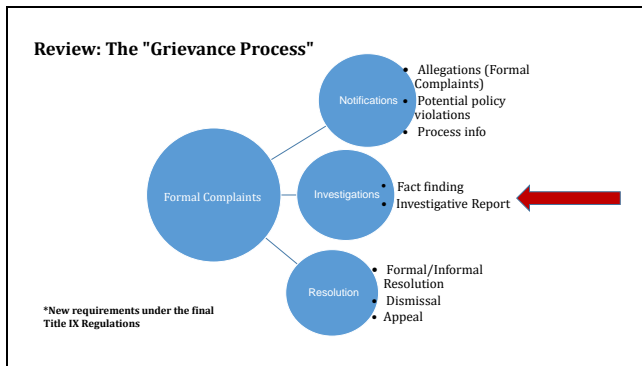 Review: The "Grievance Process"
Notifications
• Allegations (Formal
Complaints)
• Potential policy
violations
• Process info
Formal Complaints
Investigations
• Fact finding
• Investigative Report
Resolution
• Formal/Informal
Resolution
• Dismissal
• Appeal
*New requirements under the final
Title IX Regulations